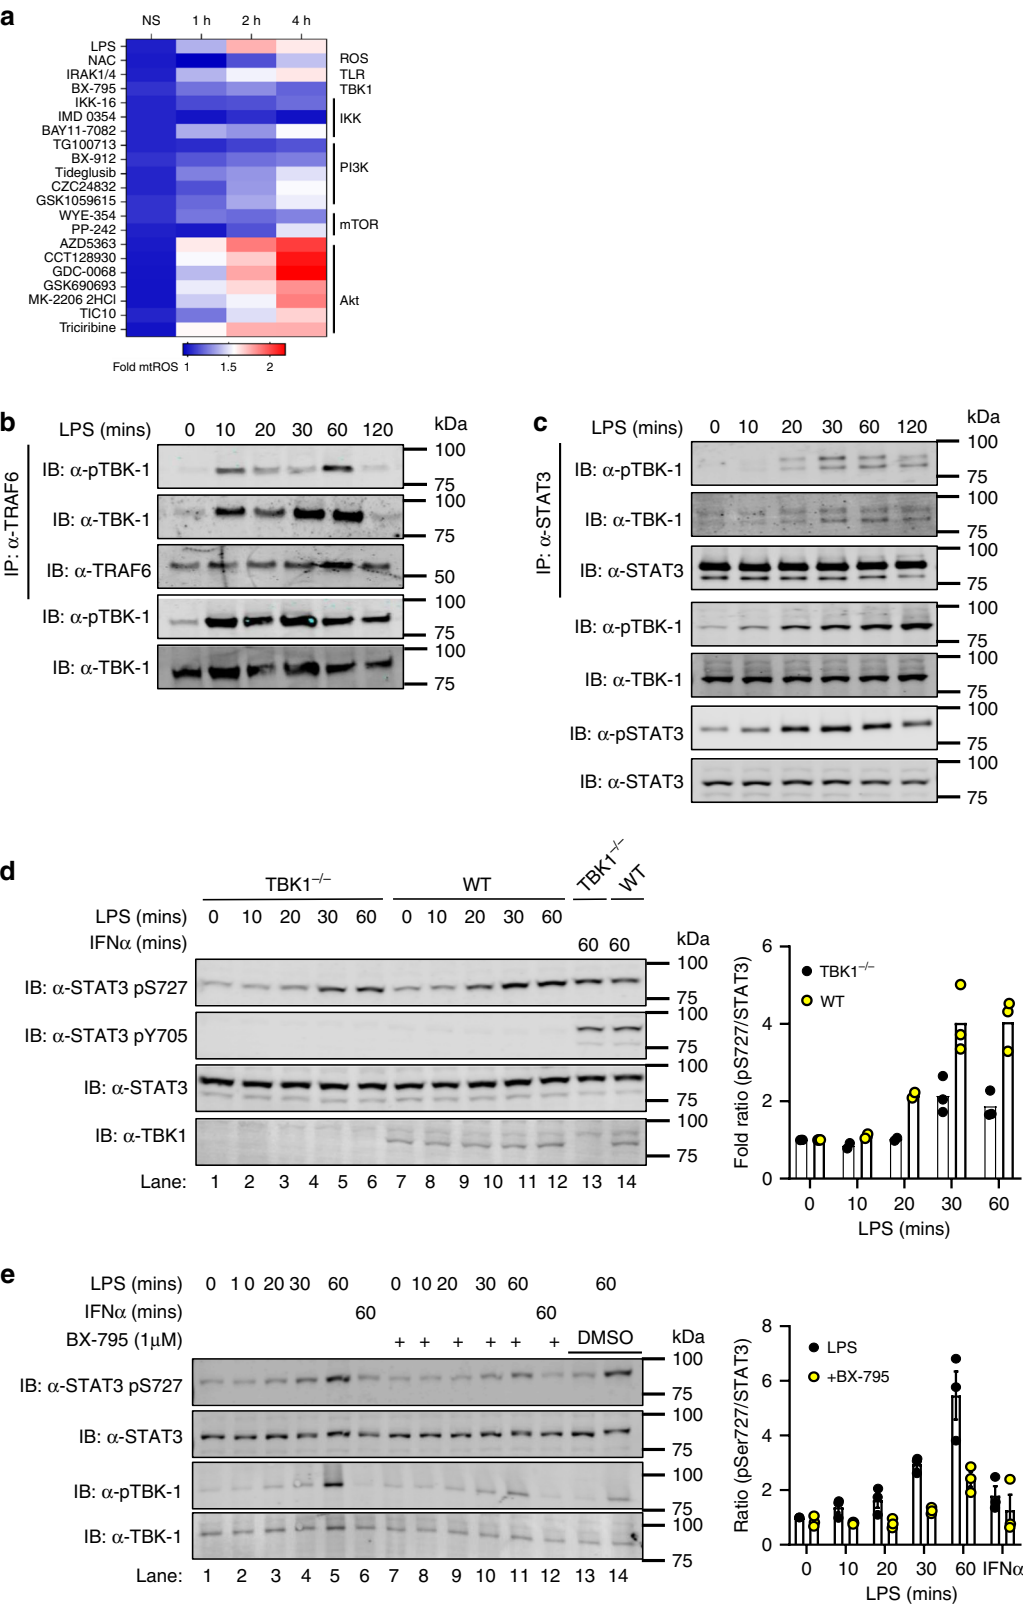 a
NS 1 h 2 h 4 h
LPS
NAC ROS
IRAK1/4 TLR
BX-795 TBK1
IKK-16
IMD 0354 IKK
BAY11-7082
TG100713
BX-912 PI3K
Tideglusib
CZC24832
GSK1059615
WYE-354
PP-242 mTOR
AZD5363
CCT128930
GDC-0068
GSK690693
MK-2206 2HCl Akt
TIC10
Triciribine
Fold mtROS 1 1.5 2
b
LPS (mins) 0 10 20 30 60 120 kDa
IP: α-TRAF6
IB: α-pTBK-1 100 75
IB: α-TBK-1 100 75
IB: α-TRAF6 50
IB: α-pTBK-1 100 75
IB: α-TBK-1 100 75
c
LPS (mins) 0 10 20 30 60 120 kDa
IP: α-STAT3
IB: α-pTBK-1 100 75
IB: α-TBK-1 100 75
IB: α-STAT3 100 75
IB: α-pTBK-1 100 75
IB: α-TBK-1 100 75
IB: α-pSTAT3 100 75
IB: α-STAT3 100 75
d
TBK1⁻/⁻ WT TBK1⁻/⁻ WT
LPS (mins) 0 10 20 30 60 0 10 20 30 60
IFNα (mins) 60 60 kDa
IB: α-STAT3 pS727 100 75
IB: α-STAT3 pY705 100 75
IB: α-STAT3 100 75
IB: α-TBK1 100 75
Lane: 1 2 3 4 5 6 7 8 9 10 11 12 13 14
Fold ratio (pS727/STAT3)
6
4
2
0
TBK1⁻/⁻
WT
0 10 20 30 60
LPS (mins)
e
LPS (mins) 0 1 0 20 30 60 0 10 20 30 60 60
IFNα (mins) 60 60
BX-795 (1μM) + + + + + + DMSO kDa
IB: α-STAT3 pS727 100 75
IB: α-STAT3 100 75
IB: α-pTBK-1 100 75
IB: α-TBK-1 100 75
Lane: 1 2 3 4 5 6 7 8 9 10 11 12 13 14
Ratio (pSer727/STAT3)
8
6
4
2
0
LPS
+BX-795
0 10 20 30 60 IFNα
LPS (mins)